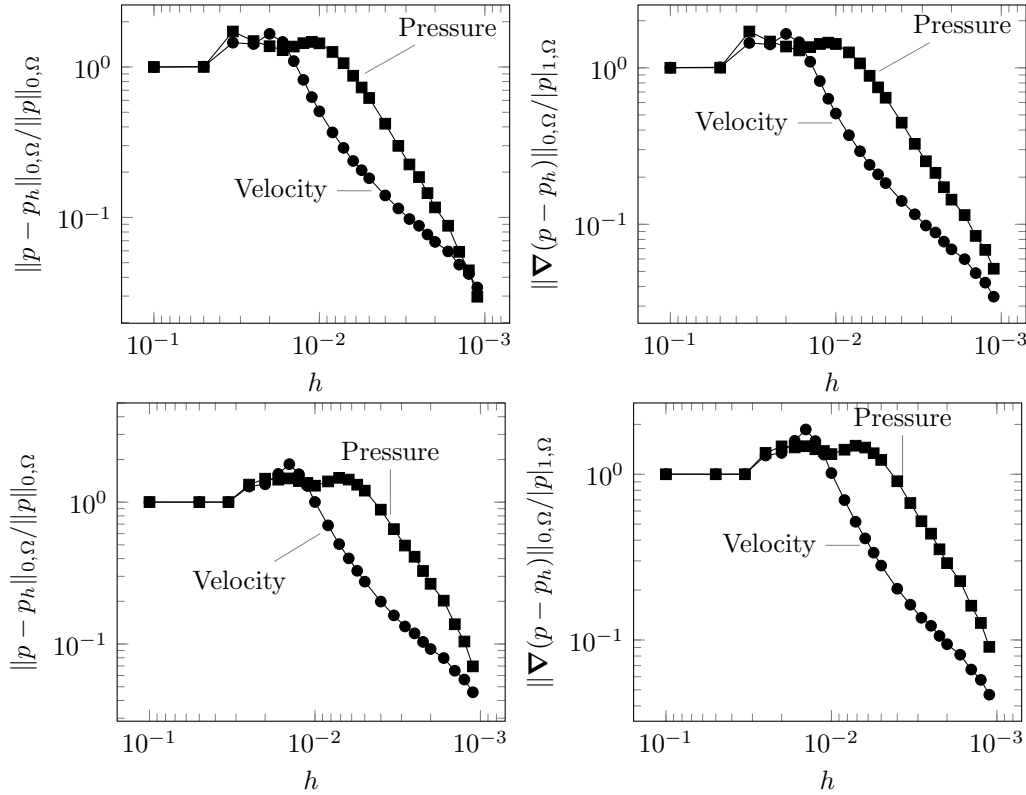 Pressure
Velocity
10^0
10^{-1}
‖p − p_h‖_{0,Ω}/‖p‖_{0,Ω}
10^{-1} 10^{-2} 10^{-3}
h
Pressure
Velocity
10^0
10^{-1}
‖∇(p − p_h)‖_{0,Ω}/|p|_{1,Ω}
10^{-1} 10^{-2} 10^{-3}
h
Pressure
Velocity
10^0
10^{-1}
‖p − p_h‖_{0,Ω}/‖p‖_{0,Ω}
10^{-1} 10^{-2} 10^{-3}
h
Pressure
Velocity
10^0
10^{-1}
‖∇(p − p_h)‖_{0,Ω}/|p|_{1,Ω}
10^{-1} 10^{-2} 10^{-3}
h